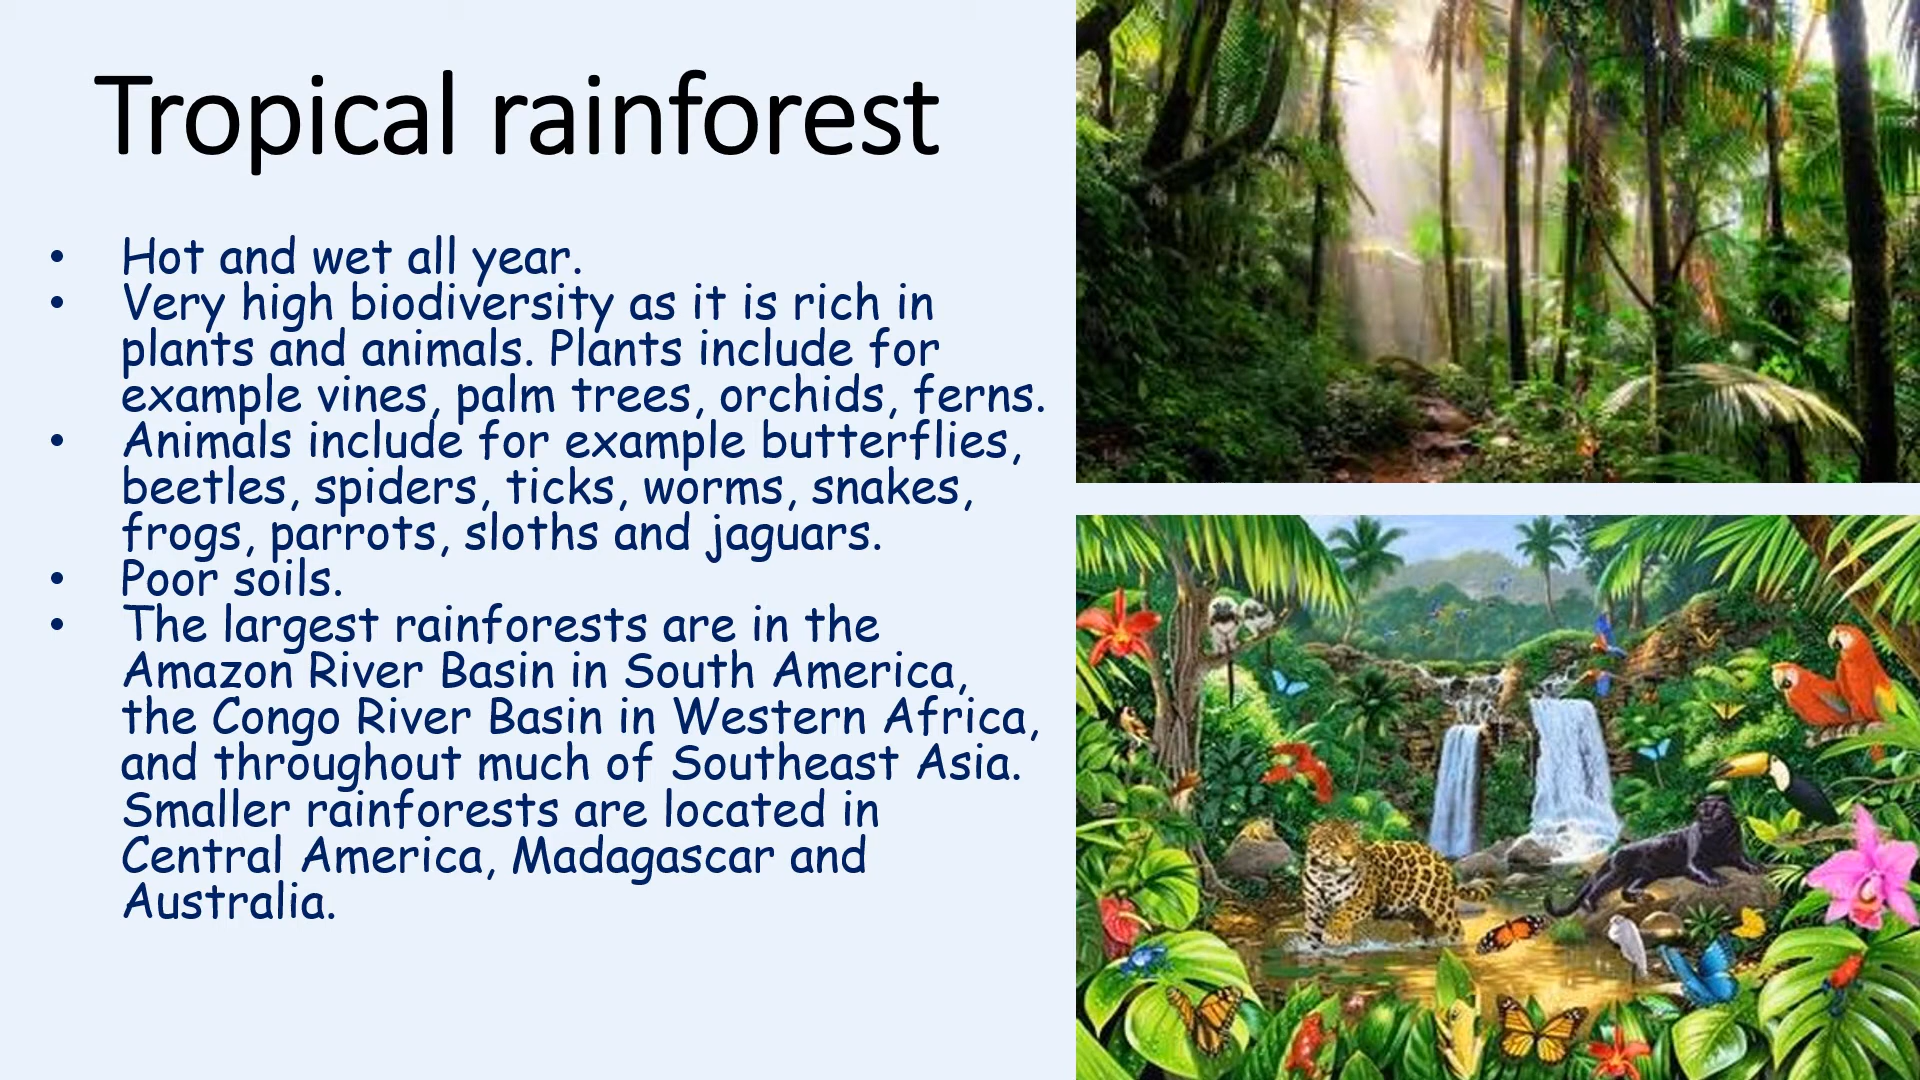 Tropical rainforest
• Hot and wet all year.
• Very high biodiversity as it is rich in
plants and animals. Plants include for
example vines, palm trees, orchids, ferns.
• Animals include for example butterflies,
beetles, spiders, ticks, worms, snakes,
frogs, parrots, sloths and jaguars.
• Poor soils.
• The largest rainforests are in the
Amazon River Basin in South America,
the Congo River Basin in Western Africa,
and throughout much of Southeast Asia.
Smaller rainforests are located in
Central America, Madagascar and
Australia.